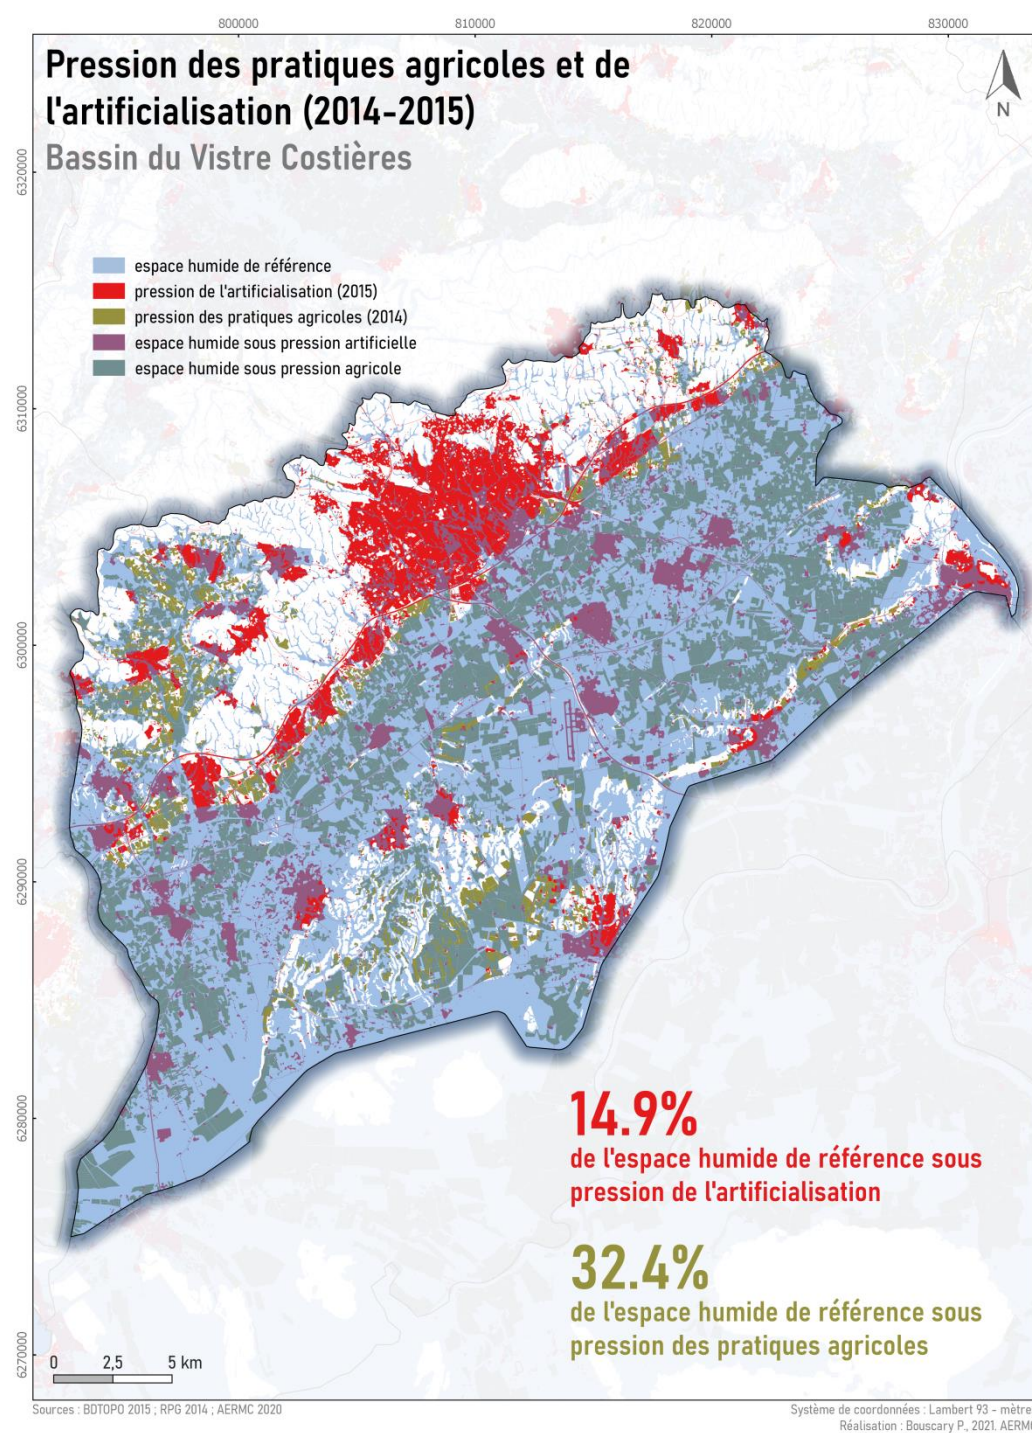 800000
810000
820000
830000
Pression des pratiques agricoles et de
l'artificialisation (2014-2015)
Bassin du Vistre Costières
N
6320000
6310000
6300000
6290000
6280000
6270000
espace humide de référence
pression de l'artificialisation (2015)
pression des pratiques agricoles (2014)
espace humide sous pression artificielle
espace humide sous pression agricole
14.9%
de l'espace humide de référence sous
pression de l'artificialisation
32.4%
de l'espace humide de référence sous
pression des pratiques agricoles
0 2,5 5 km
Sources : BDTOPO 2015 ; RPG 2014 ; AERMC 2020
Système de coordonnées : Lambert 93 - mètre
Réalisation : Bouscary P., 2021. AERM